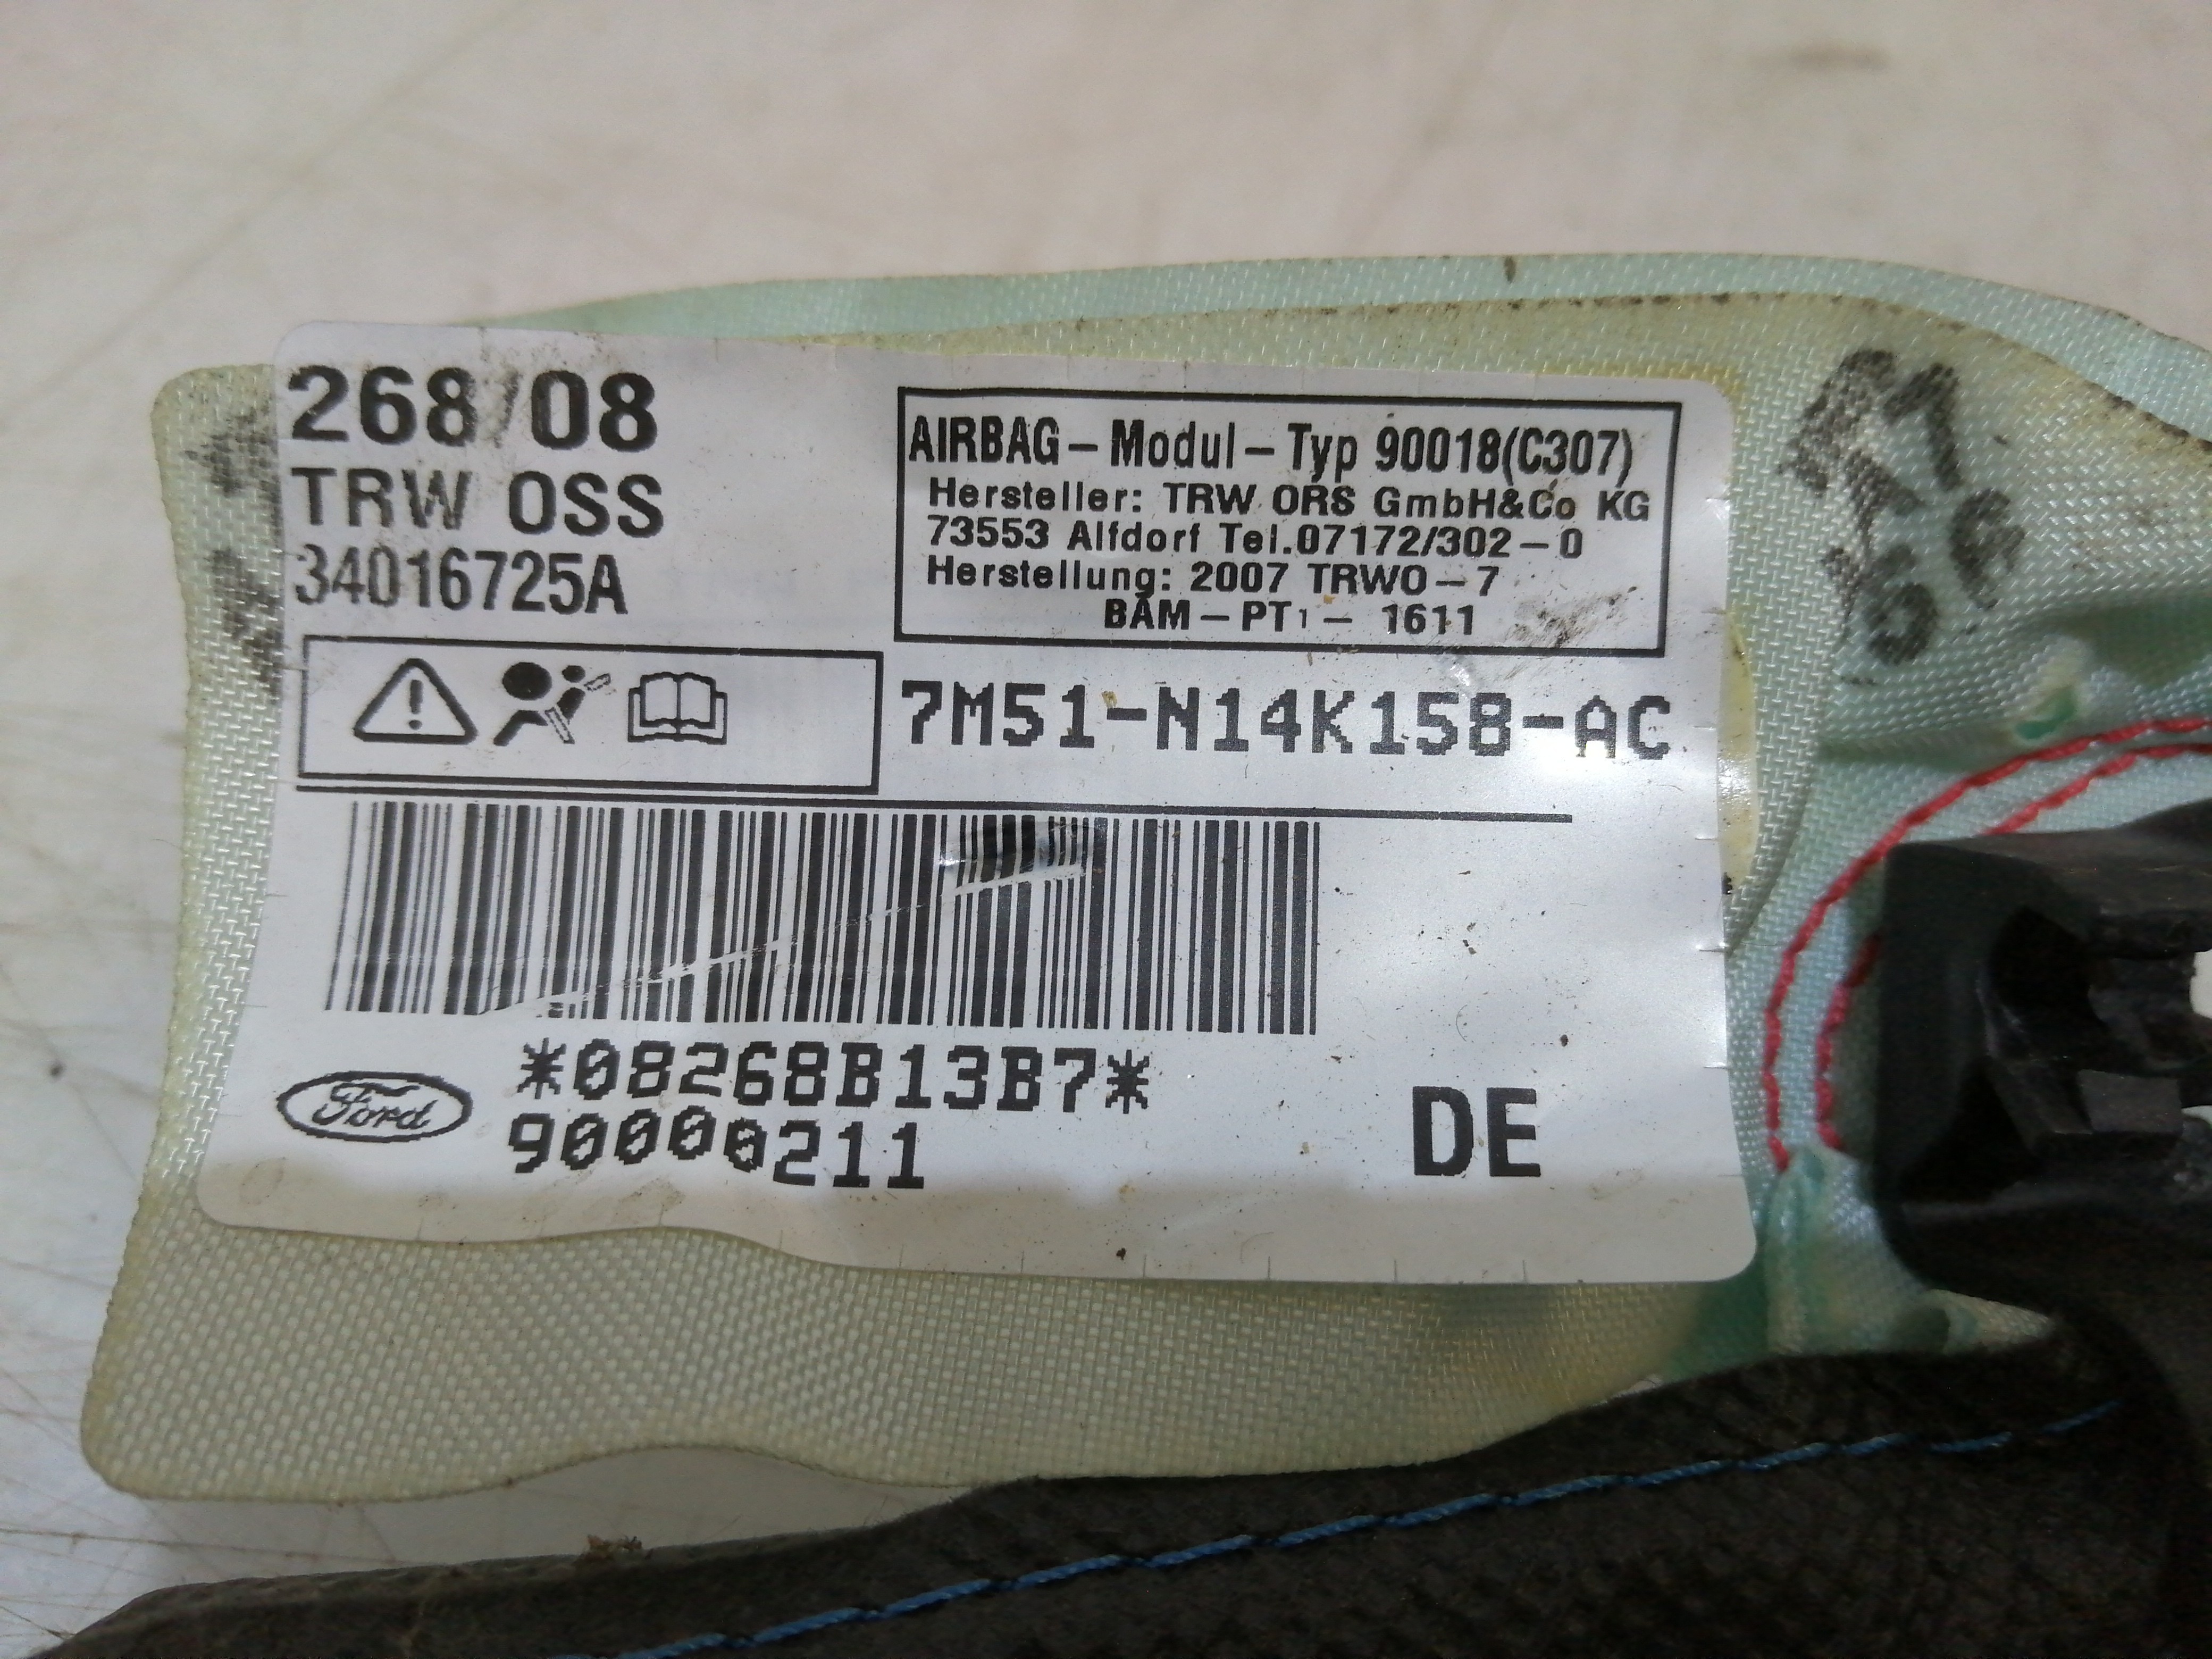 268/08
TRW OSS
34016725A
AIRBAG - Modul - Typ 90018(C307)
Hersteller: TRW ORS GmbH&Co KG
73553 Alfdorf Tel.07172/302-0
Herstellung: 2007 TRWO-7
BAM-PT1- 1611
7M51-N14K158-AC
*08268B13B7*
90000211
Ford
DE